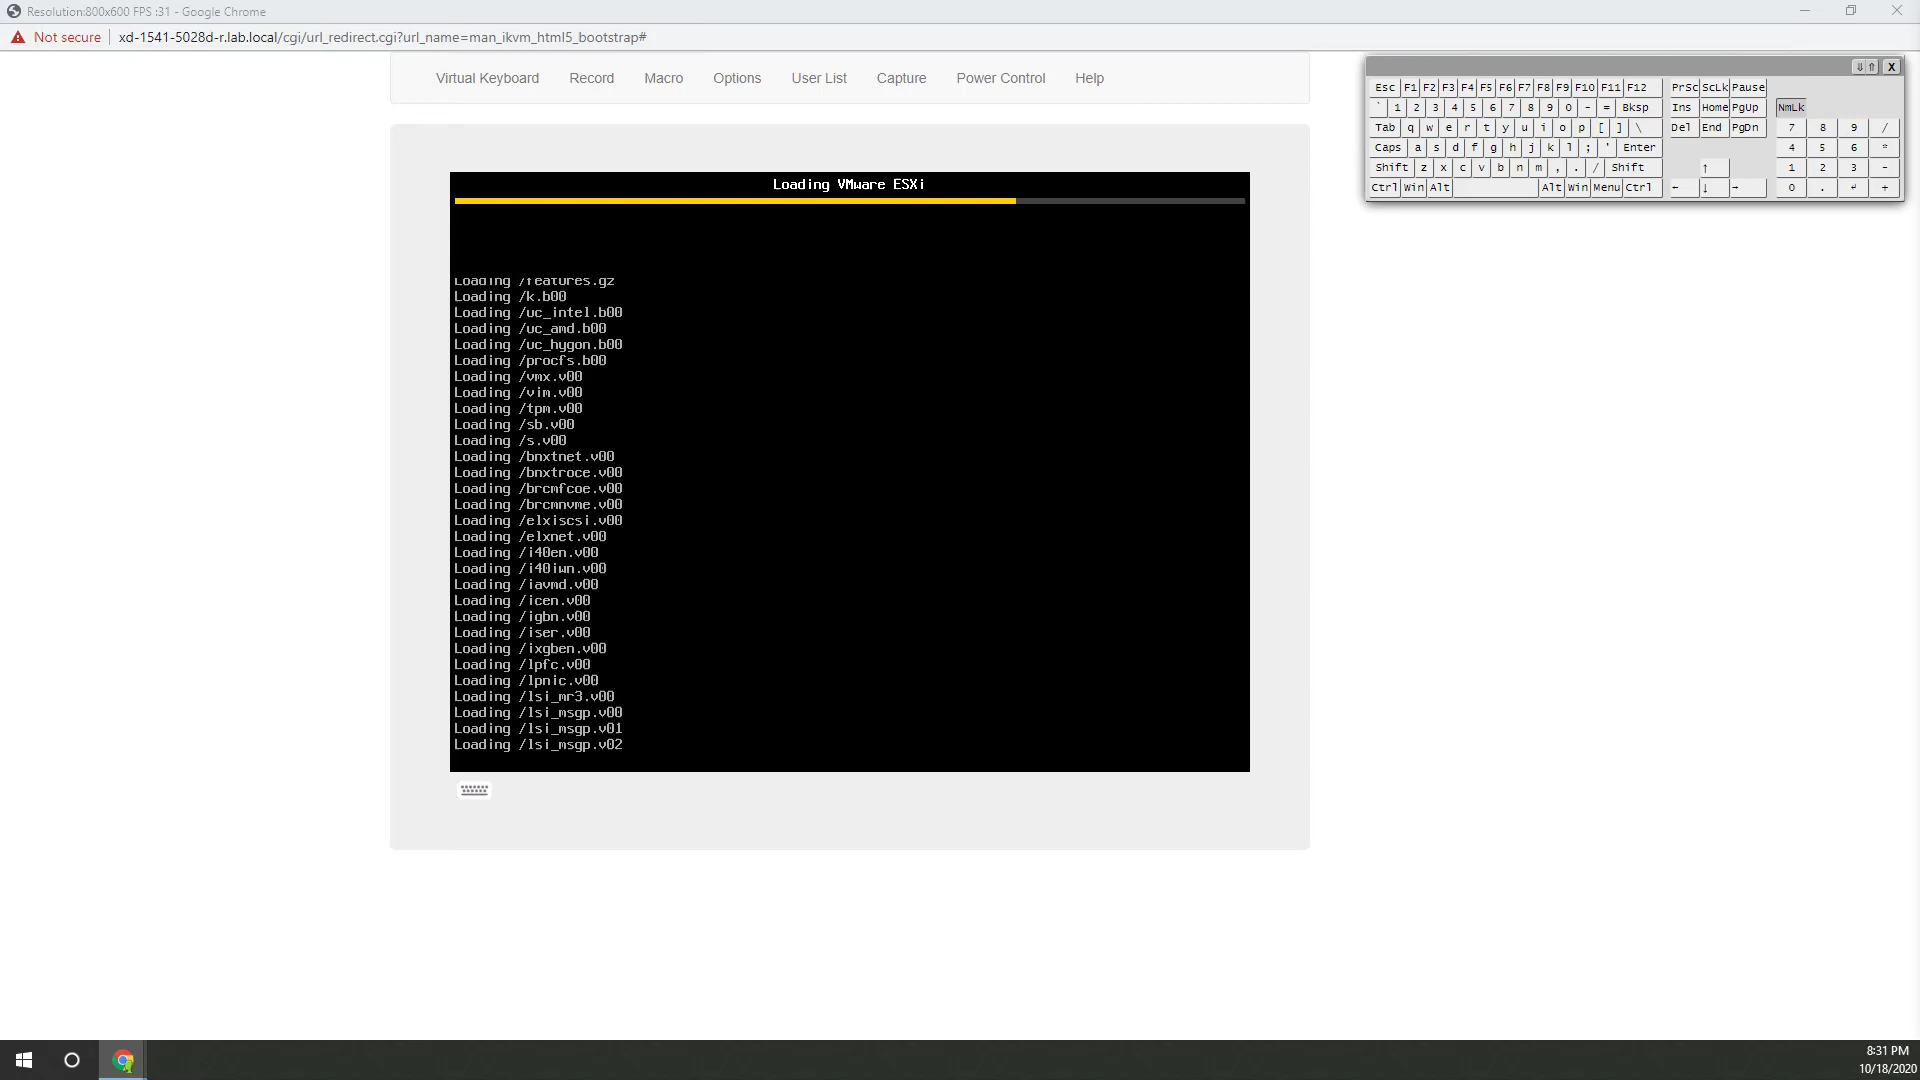 Resolution:800x600 FPS :31 - Google Chrome
Not secure | xd-1541-5028d-r.lab.local/cgi/url_redirect.cgi?url_name=man_ikvm_html5_bootstrap#
Virtual Keyboard Record Macro Options User List Capture Power Control Help
X
Esc F1 F2 F3 F4 F5 F6 F7 F8 F9 F10 F11 F12 PrSc ScLk Pause
` 1 2 3 4 5 6 7 8 9 0 - = Bksp Ins Home PgUp NmLk
Tab q w e r t y u i o p [ ] \ Del End PgDn 7 8 9 /
Caps a s d f g h j k l ; ' Enter 4 5 6 *
Shift z x c v b n m , . / Shift ↑ 1 2 3 -
Ctrl Win Alt Alt Win Menu Ctrl ← ↓ → 0 . ↵ +
Loading VMware ESXi
Loading /features.gz
Loading /k.b00
Loading /uc_intel.b00
Loading /uc_amd.b00
Loading /uc_hygon.b00
Loading /procfs.b00
Loading /vmx.v00
Loading /vim.v00
Loading /tpm.v00
Loading /sb.v00
Loading /s.v00
Loading /bnxtnet.v00
Loading /bnxtroce.v00
Loading /brcmfcoe.v00
Loading /brcmnvme.v00
Loading /elxiscsi.v00
Loading /elxnet.v00
Loading /i40en.v00
Loading /i40iwn.v00
Loading /iavmd.v00
Loading /icen.v00
Loading /igbn.v00
Loading /iser.v00
Loading /ixgben.v00
Loading /lpfc.v00
Loading /lpnic.v00
Loading /lsi_mr3.v00
Loading /lsi_msgp.v00
Loading /lsi_msgp.v01
Loading /lsi_msgp.v02
8:31 PM
10/18/2020